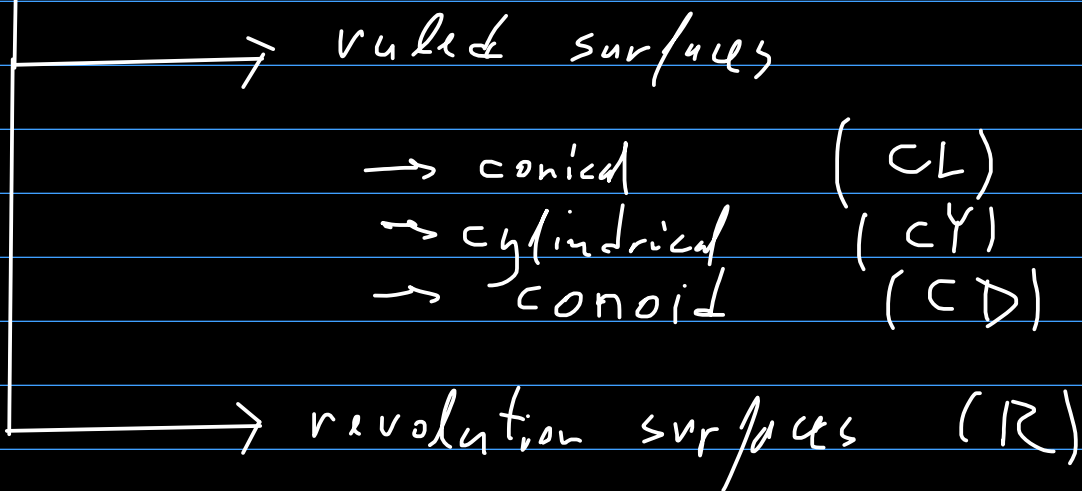 → ruled surfaces
→ conical (CL)
→ cylindrical (CY)
→ conoid (CD)
→ revolution surfaces (R)